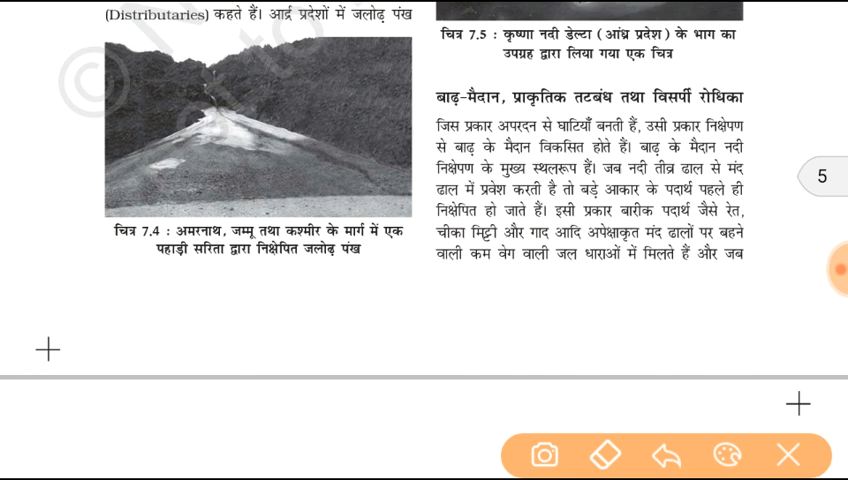 (Distributaries) कहते हैं। आर्द्र प्रदेशों में जलोढ़ पंख
चित्र 7.4 : अमरनाथ, जम्मू तथा कश्मीर के मार्ग में एक
पहाड़ी सरिता द्वारा निक्षेपित जलोढ़ पंख
चित्र 7.5 : कृष्णा नदी डेल्टा (आंध्र प्रदेश) के भाग का
उपग्रह द्वारा लिया गया एक चित्र
बाढ़-मैदान, प्राकृतिक तटबंध तथा विसर्पी रोधिका
जिस प्रकार अपरदन से घाटियाँ बनती हैं, उसी प्रकार निक्षेपण
से बाढ़ के मैदान विकसित होते हैं। बाढ़ के मैदान नदी
निक्षेपण के मुख्य स्थलरूप हैं। जब नदी तीव्र ढाल से मंद
ढाल में प्रवेश करती है तो बड़े आकार के पदार्थ पहले ही
निक्षेपित हो जाते हैं। इसी प्रकार बारीक पदार्थ जैसे रेत,
चीका मिट्टी और गाद आदि अपेक्षाकृत मंद ढालों पर बहने
वाली कम वेग वाली जल धाराओं में मिलते हैं और जब
5